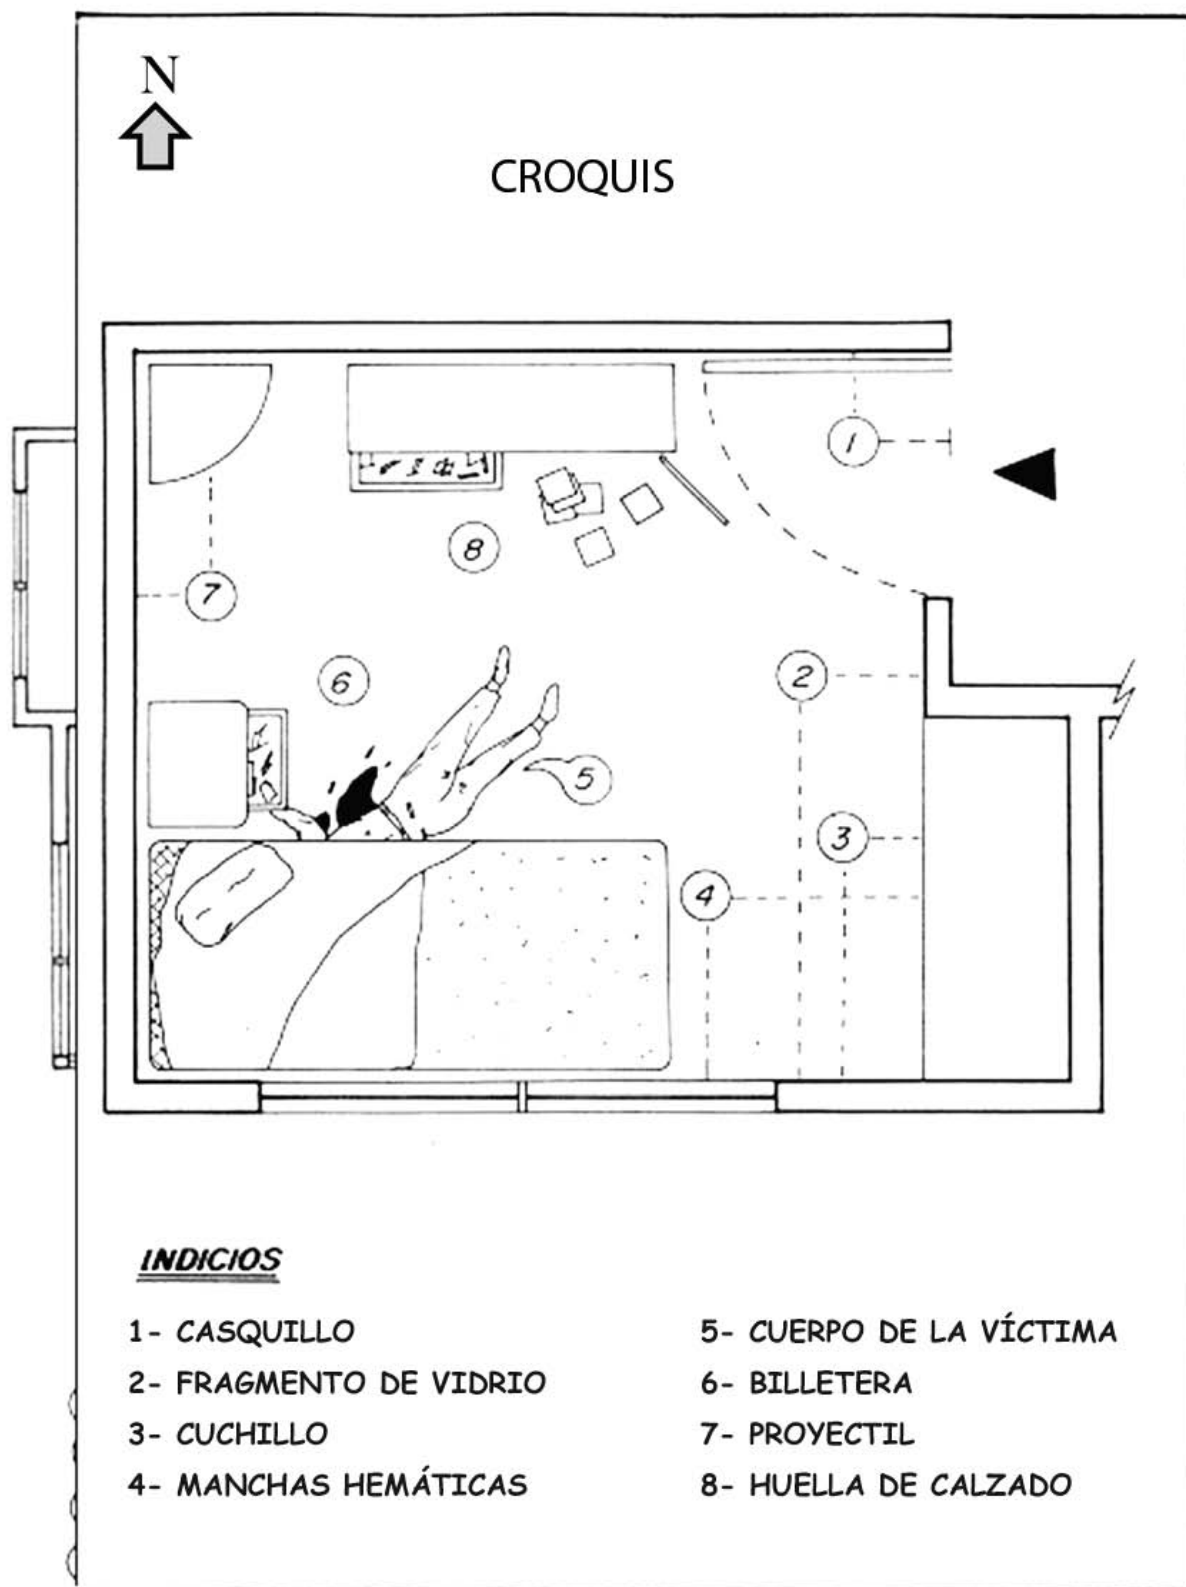 N
CROQUIS
1
8
7
2
6
5
3
4
INDICIOS
1- CASQUILLO
2- FRAGMENTO DE VIDRIO
3- CUCHILLO
4- MANCHAS HEMÁTICAS
5- CUERPO DE LA VÍCTIMA
6- BILLETERA
7- PROYECTIL
8- HUELLA DE CALZADO